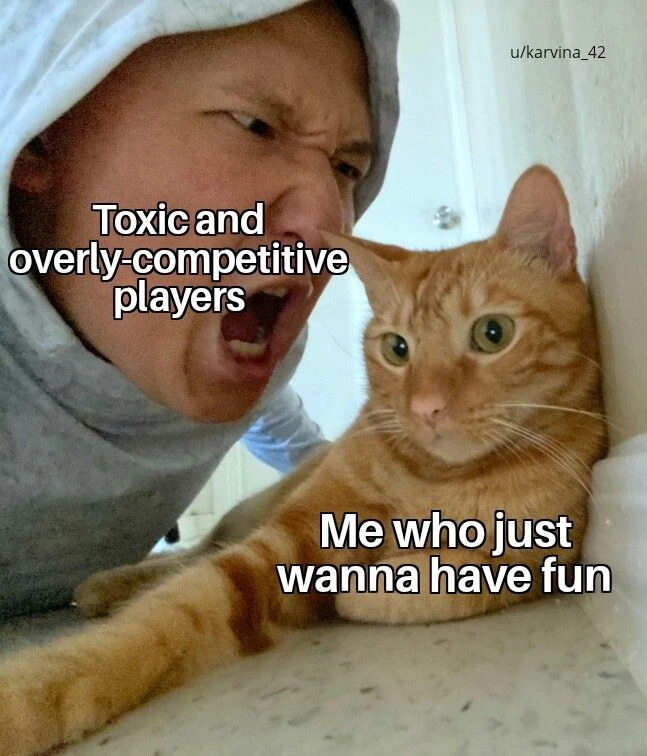 u/karvina_42
Toxic and
overly-competitive
players
Me who just
wanna have fun